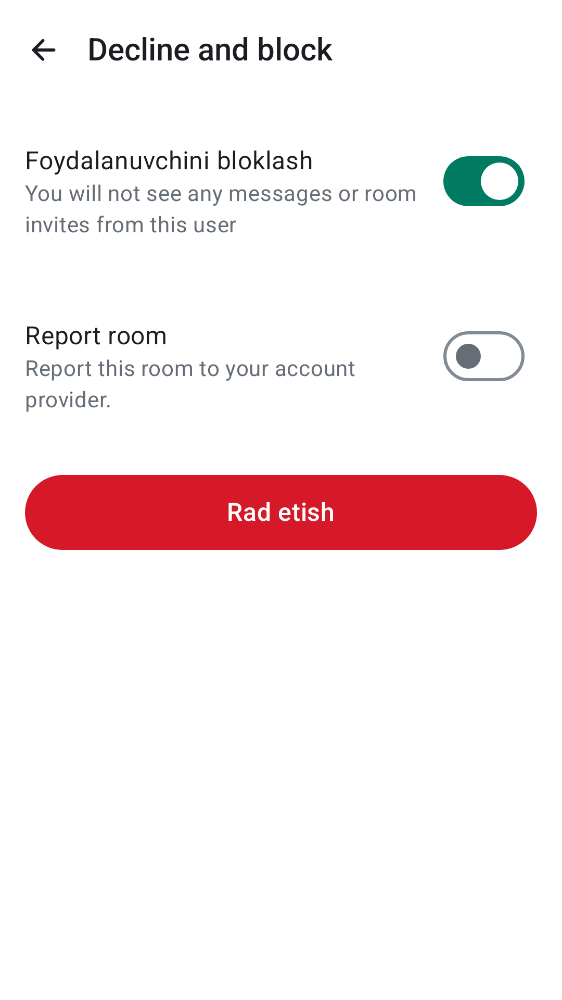 Decline and block
Foydalanuvchini bloklash
You will not see any messages or room
invites from this user
Report room
Report this room to your account
provider.
Rad etish